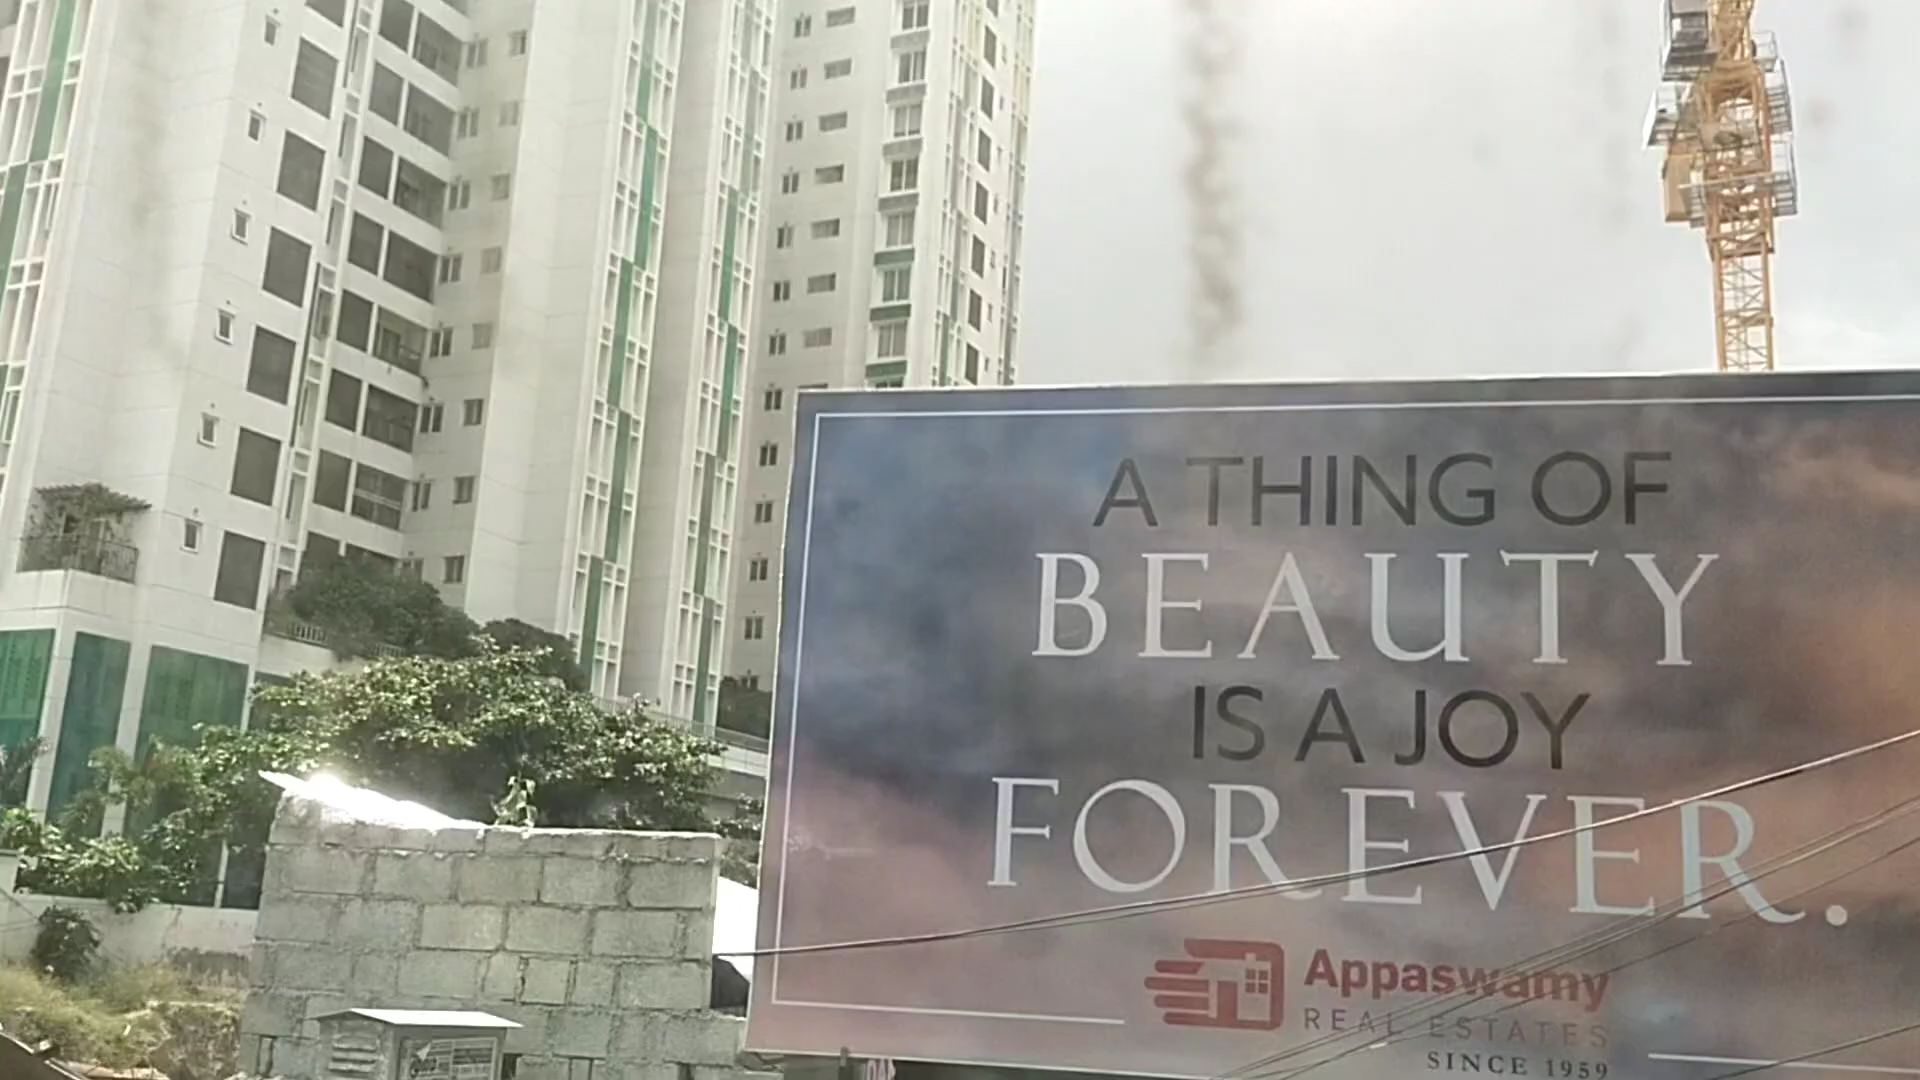 A THING OF
BEAUTY
IS A JOY
FOREVER.
Appaswamy
REAL ESTATES
SINCE 1959